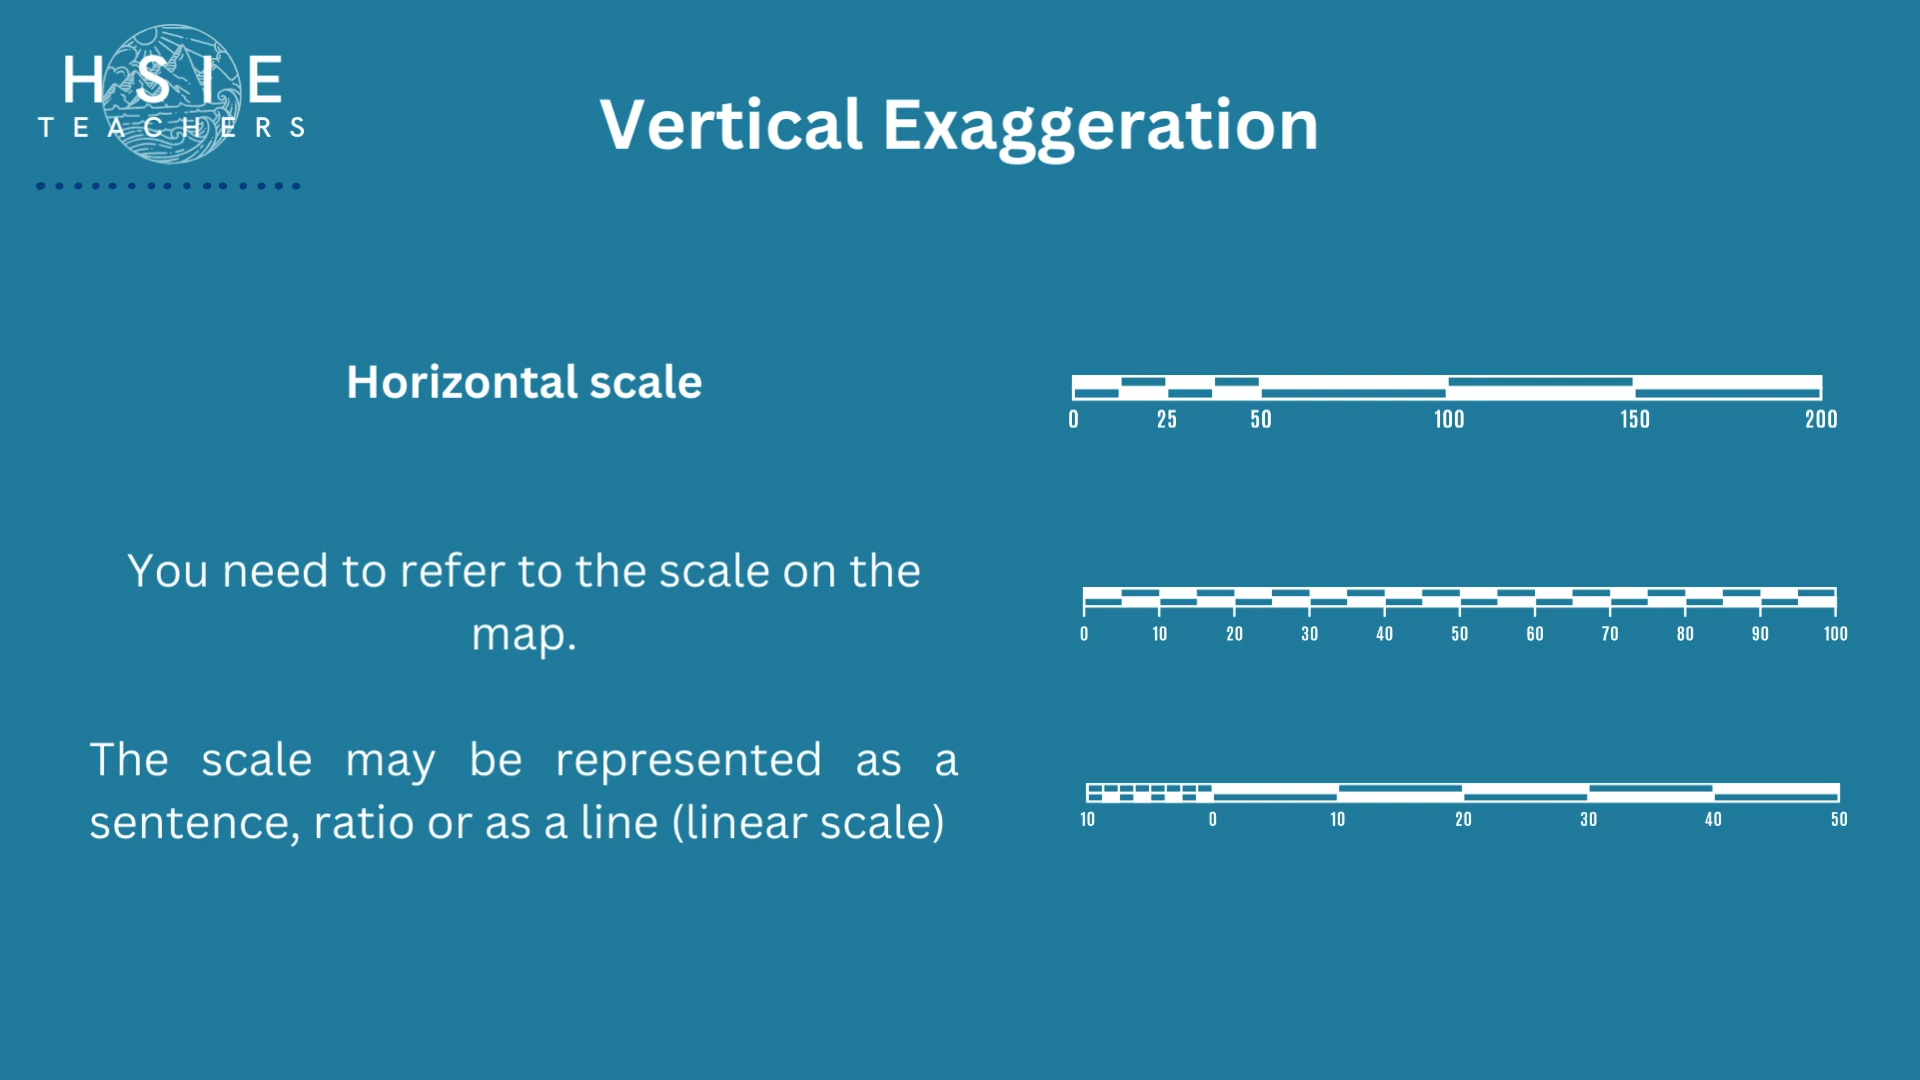 HSIE
TEACHERS
Vertical Exaggeration
Horizontal scale
0 25 50 100 150 200
You need to refer to the scale on the
map.
0 10 20 30 40 50 60 70 80 90 100
The scale may be represented as a
sentence, ratio or as a line (linear scale)
10 0 10 20 30 40 50